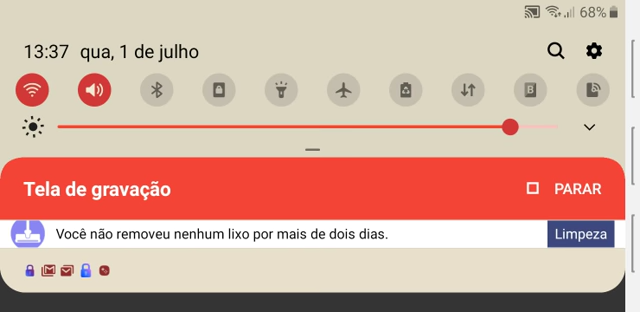 68%
13:37 qua, 1 de julho
B
Tela de gravação
PARAR
Você não removeu nenhum lixo por mais de dois dias.
Limpeza